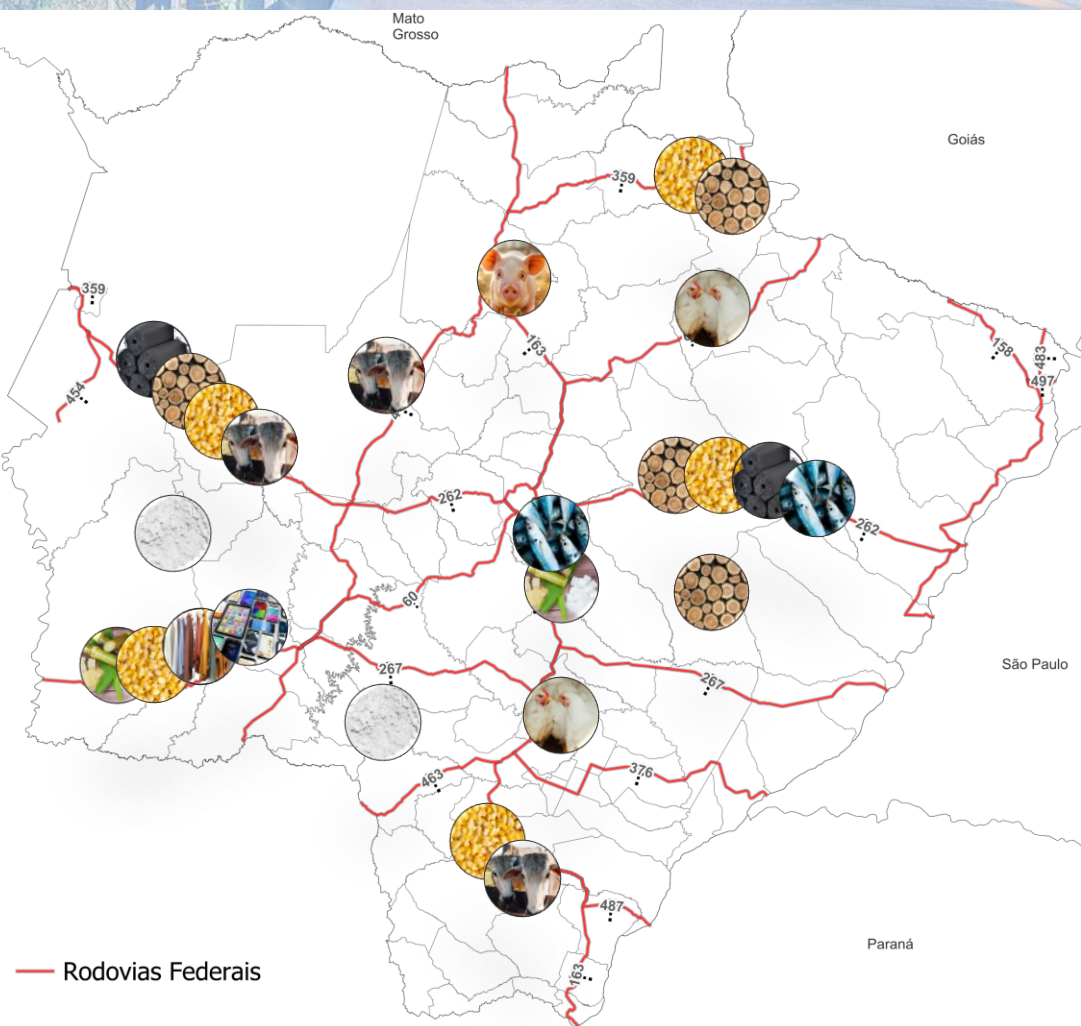 Mato
Grosso
Goiás
359
359
163
158
483
497
454
262
262
60
267
267
São Paulo
376
463
487
Paraná
163
Rodovias Federais